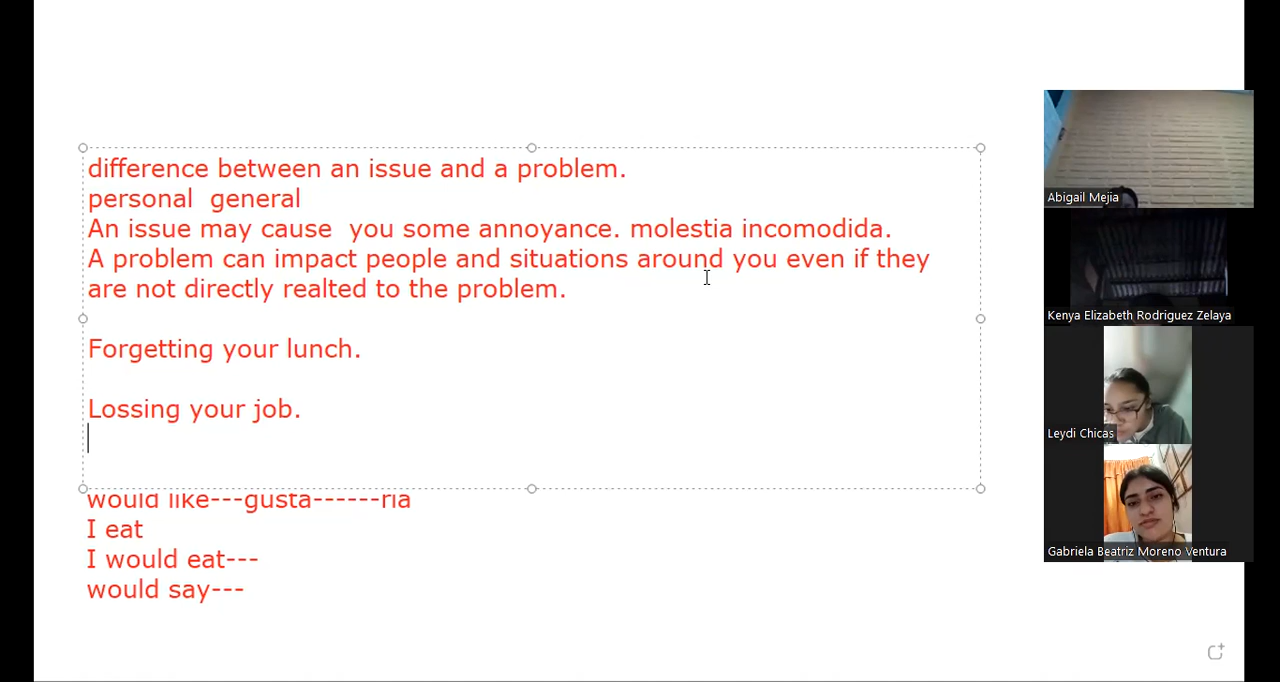 difference between an issue and a problem.
personal  general
An issue may cause  you some annoyance. molestia incomodida.
A problem can impact people and situations around you even if they
are not directly realted to the problem.
Forgetting your lunch.
Lossing your job.
would like---gusta------ria
I eat
I would eat---
would say---
Abigail Mejia
Kenya Elizabeth Rodriguez Zelaya
Leydi Chicas
Gabriela Beatriz Moreno Ventura